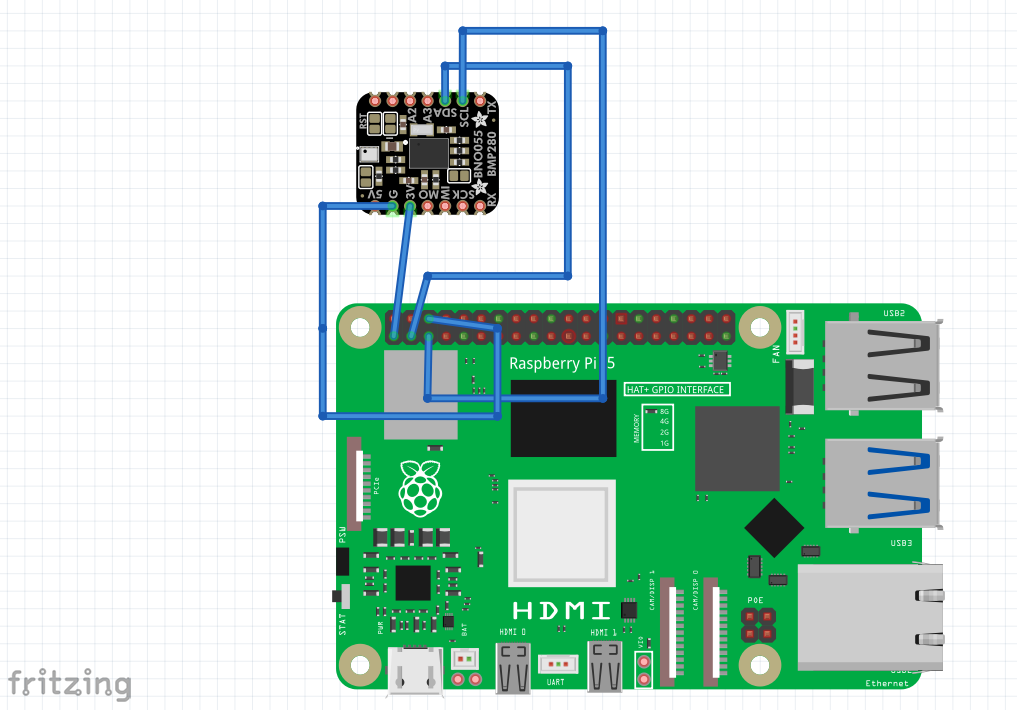 RST
A2
A3
SDA
SCL
TX
BNO055
BMP280
5V
G
3V
MO
MI
SCK
RX
USB2
FAN
Raspberry Pi 5
HAT+ GPIO INTERFACE
MEMORY
8G
4G
2G
1G
PCIe
PSW
USB3
STAT
PWR
BAT
HDMI
HDMI 0
HDMI 1
UART
VIO
CAM/DISP 1
CAM/DISP 0
POE
Ethernet
fritzing